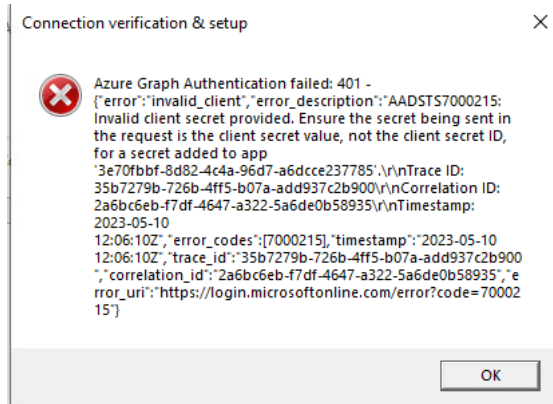 Connection verification & setup
Azure Graph Authentication failed: 401 -
{"error":"invalid_client","error_description":"AADSTS7000215:
Invalid client secret provided. Ensure the secret being sent in
the request is the client secret value, not the client secret ID,
for a secret added to app
'3e70fbbf-8d82-4c4a-96d7-a6dcce237785'.\r\nTrace ID:
35b7279b-726b-4ff5-b07a-add937c2b900\r\nCorrelation ID:
2a6bc6eb-f7df-4647-a322-5a6de0b58935\r\nTimestamp:
2023-05-10
12:06:10Z","error_codes":[7000215],"timestamp":"2023-05-10
12:06:10Z","trace_id":"35b7279b-726b-4ff5-b07a-add937c2b900
","correlation_id":"2a6bc6eb-f7df-4647-a322-5a6de0b58935","e
rror_uri":"https://login.microsoftonline.com/error?code=70002
15"}
OK